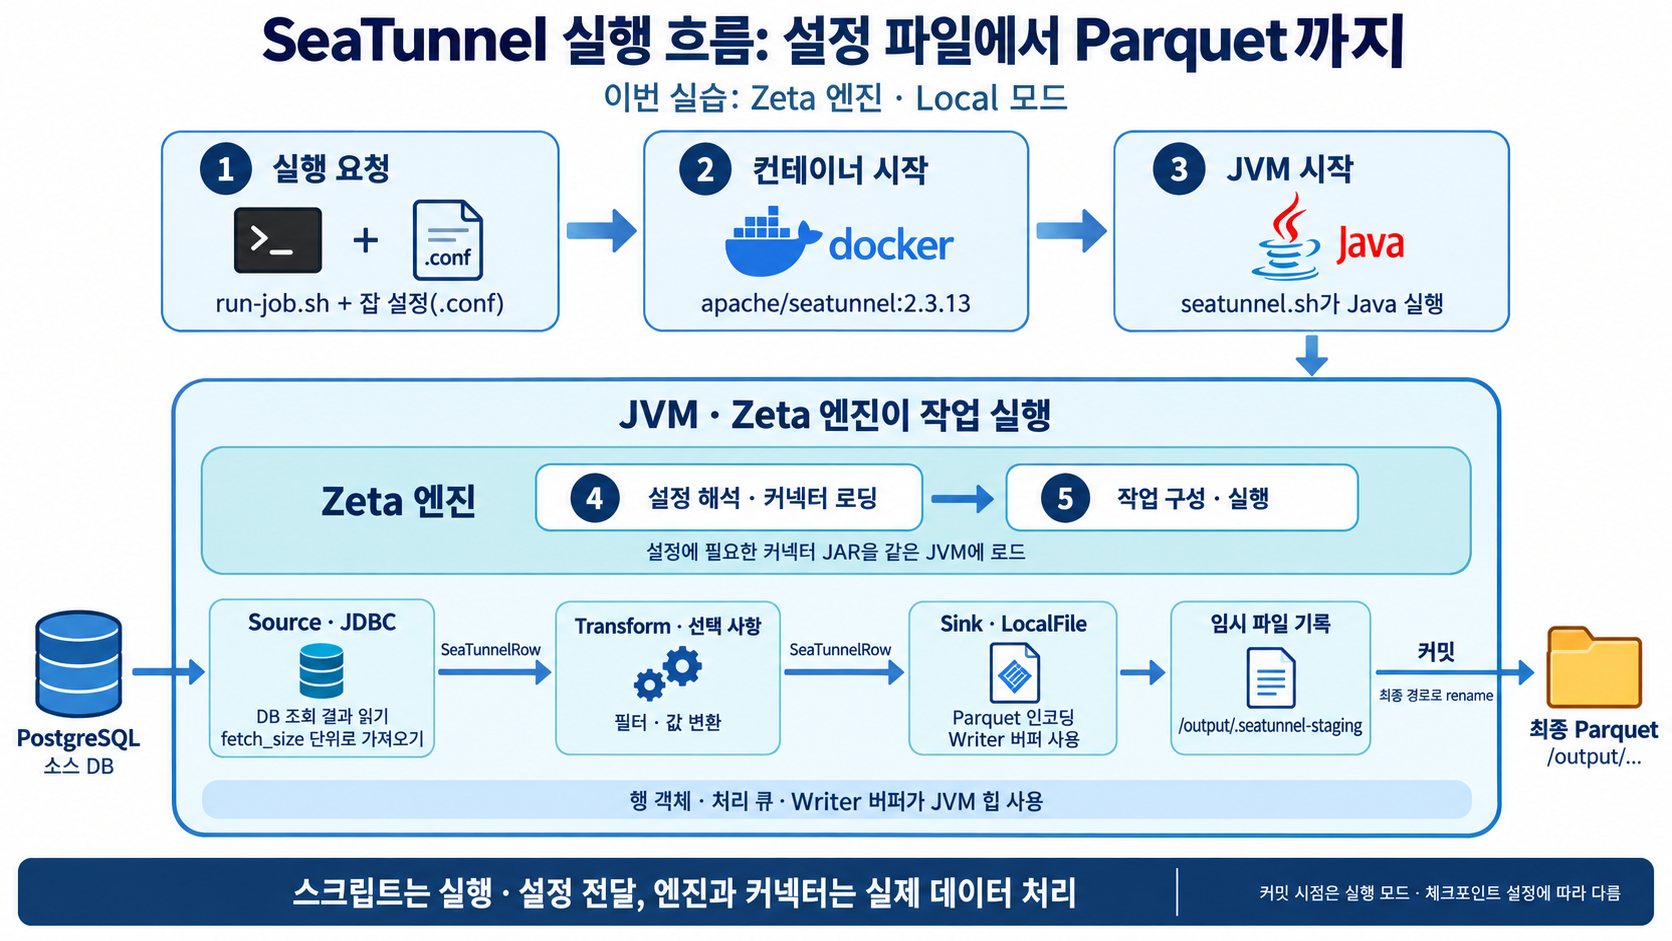 SeaTunnel 실행 흐름: 설정 파일에서 Parquet까지
이번 실습: Zeta 엔진 · Local 모드
1 실행 요청
>_ + .conf
run-job.sh + 잡 설정(.conf)
2 컨테이너 시작
docker
apache/seatunnel:2.3.13
3 JVM 시작
Java
seatunnel.sh가 Java 실행
JVM · Zeta 엔진이 작업 실행
Zeta 엔진
4 설정 해석 · 커넥터 로딩
5 작업 구성 · 실행
설정에 필요한 커넥터 JAR을 같은 JVM에 로드
PostgreSQL
소스 DB
Source · JDBC
DB 조회 결과 읽기
fetch_size 단위로 가져오기
SeaTunnelRow
Transform · 선택 사항
필터 · 값 변환
SeaTunnelRow
Sink · LocalFile
Parquet 인코딩
Writer 버퍼 사용
임시 파일 기록
/output/.seatunnel-staging
커밋
최종 경로로 rename
최종 Parquet
/output/...
행 객체 · 처리 큐 · Writer 버퍼가 JVM 힙 사용
스크립트는 실행 · 설정 전달, 엔진과 커넥터는 실제 데이터 처리
커밋 시점은 실행 모드 · 체크포인트 설정에 따라 다름